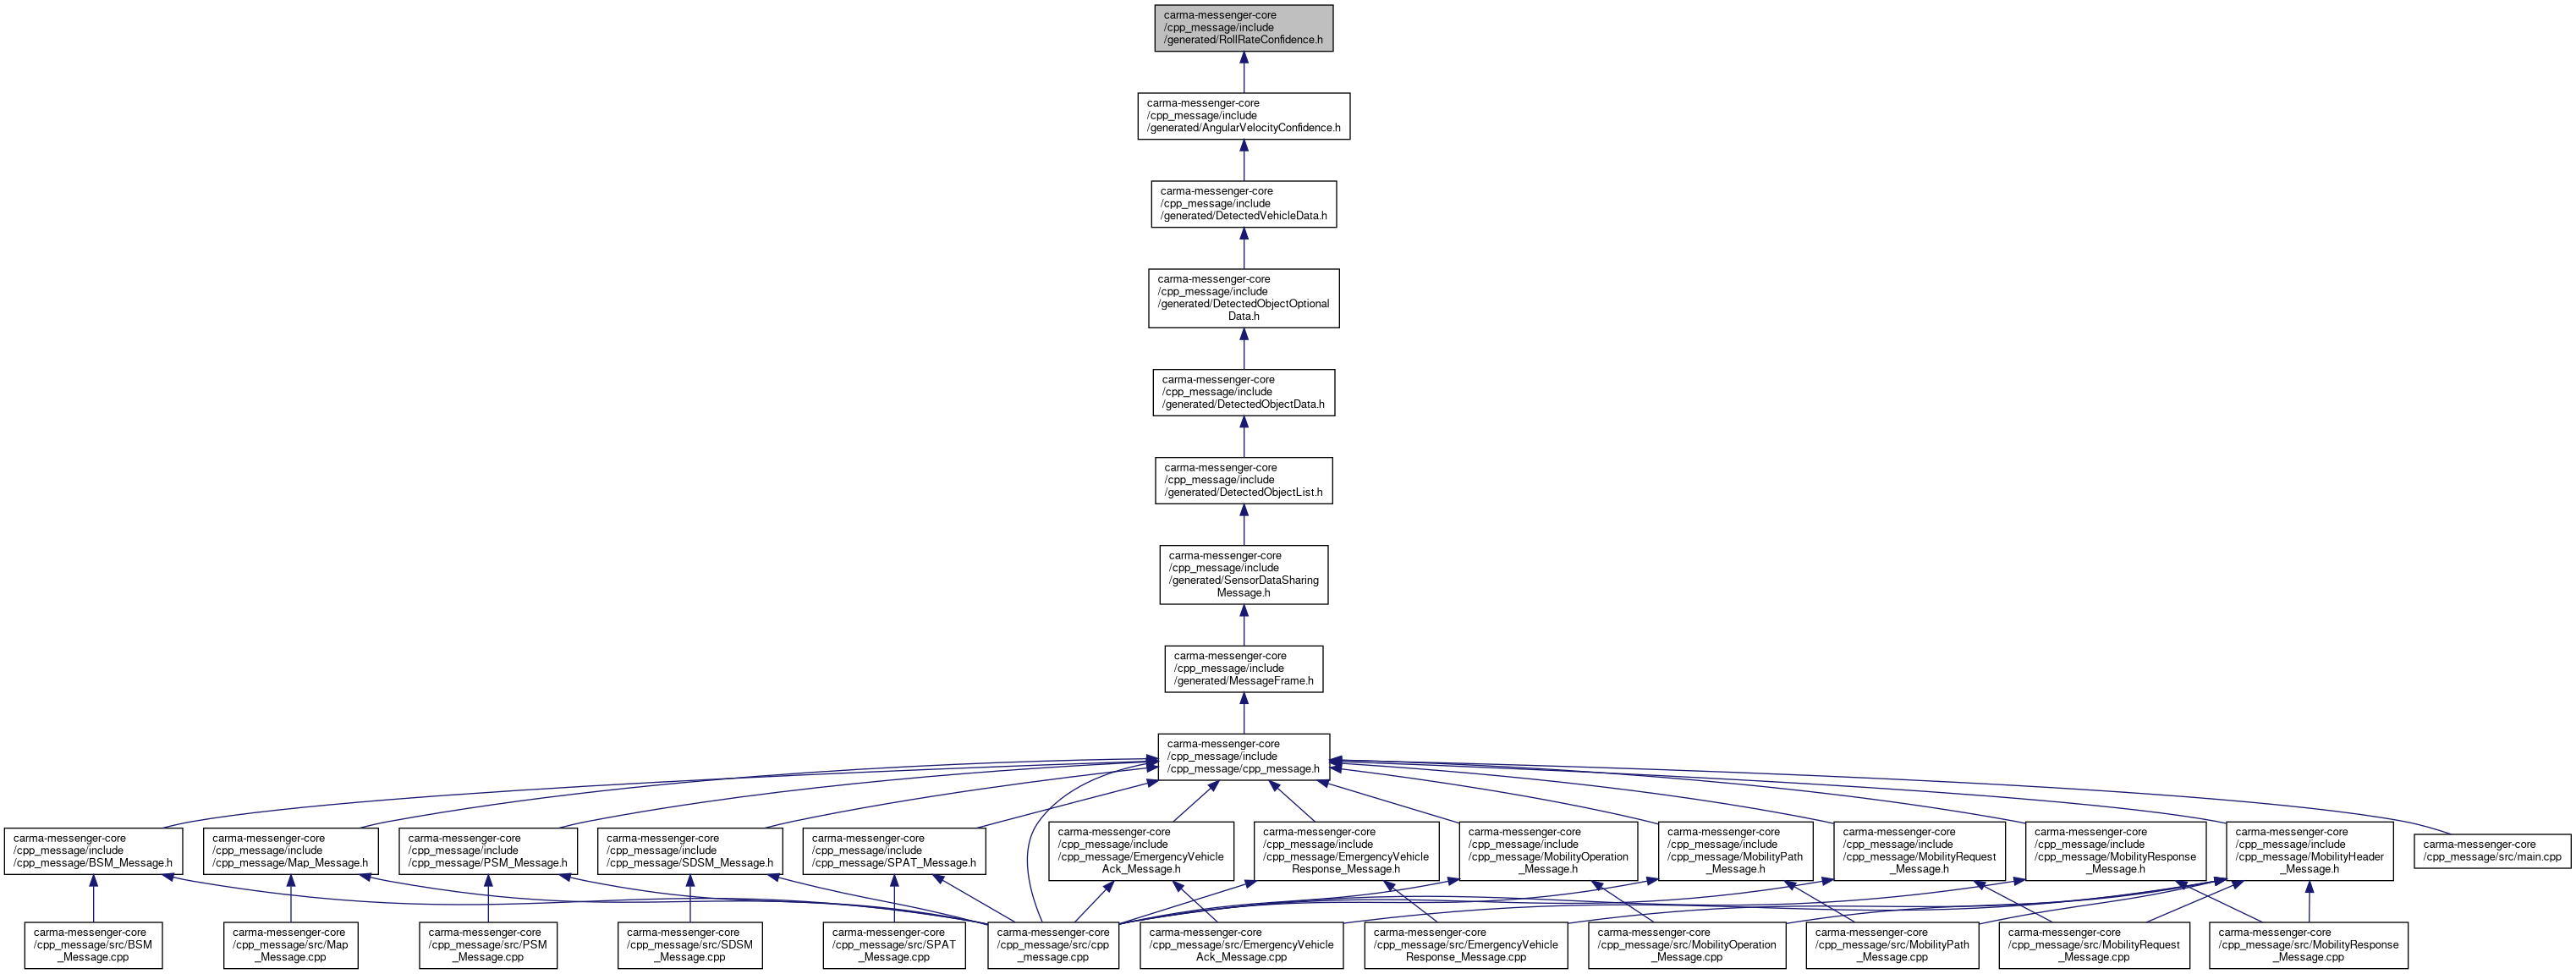 carma-messenger-core
/cpp_message/include
/generated/RollRateConfidence.h
carma-messenger-core
/cpp_message/include
/generated/AngularVelocityConfidence.h
carma-messenger-core
/cpp_message/include
/generated/DetectedVehicleData.h
carma-messenger-core
/cpp_message/include
/generated/DetectedObjectOptional
Data.h
carma-messenger-core
/cpp_message/include
/generated/DetectedObjectData.h
carma-messenger-core
/cpp_message/include
/generated/DetectedObjectList.h
carma-messenger-core
/cpp_message/include
/generated/SensorDataSharing
Message.h
carma-messenger-core
/cpp_message/include
/generated/MessageFrame.h
carma-messenger-core
/cpp_message/include
/cpp_message/cpp_message.h
carma-messenger-core
/cpp_message/include
/cpp_message/BSM_Message.h
carma-messenger-core
/cpp_message/include
/cpp_message/Map_Message.h
carma-messenger-core
/cpp_message/include
/cpp_message/PSM_Message.h
carma-messenger-core
/cpp_message/include
/cpp_message/SDSM_Message.h
carma-messenger-core
/cpp_message/include
/cpp_message/SPAT_Message.h
carma-messenger-core
/cpp_message/include
/cpp_message/EmergencyVehicle
Ack_Message.h
carma-messenger-core
/cpp_message/include
/cpp_message/EmergencyVehicle
Response_Message.h
carma-messenger-core
/cpp_message/include
/cpp_message/MobilityOperation
_Message.h
carma-messenger-core
/cpp_message/include
/cpp_message/MobilityPath
_Message.h
carma-messenger-core
/cpp_message/include
/cpp_message/MobilityRequest
_Message.h
carma-messenger-core
/cpp_message/include
/cpp_message/MobilityResponse
_Message.h
carma-messenger-core
/cpp_message/include
/cpp_message/MobilityHeader
_Message.h
carma-messenger-core
/cpp_message/src/main.cpp
carma-messenger-core
/cpp_message/src/BSM
_Message.cpp
carma-messenger-core
/cpp_message/src/Map
_Message.cpp
carma-messenger-core
/cpp_message/src/PSM
_Message.cpp
carma-messenger-core
/cpp_message/src/SDSM
_Message.cpp
carma-messenger-core
/cpp_message/src/SPAT
_Message.cpp
carma-messenger-core
/cpp_message/src/cpp
_message.cpp
carma-messenger-core
/cpp_message/src/EmergencyVehicle
Ack_Message.cpp
carma-messenger-core
/cpp_message/src/EmergencyVehicle
Response_Message.cpp
carma-messenger-core
/cpp_message/src/MobilityOperation
_Message.cpp
carma-messenger-core
/cpp_message/src/MobilityPath
_Message.cpp
carma-messenger-core
/cpp_message/src/MobilityRequest
_Message.cpp
carma-messenger-core
/cpp_message/src/MobilityResponse
_Message.cpp